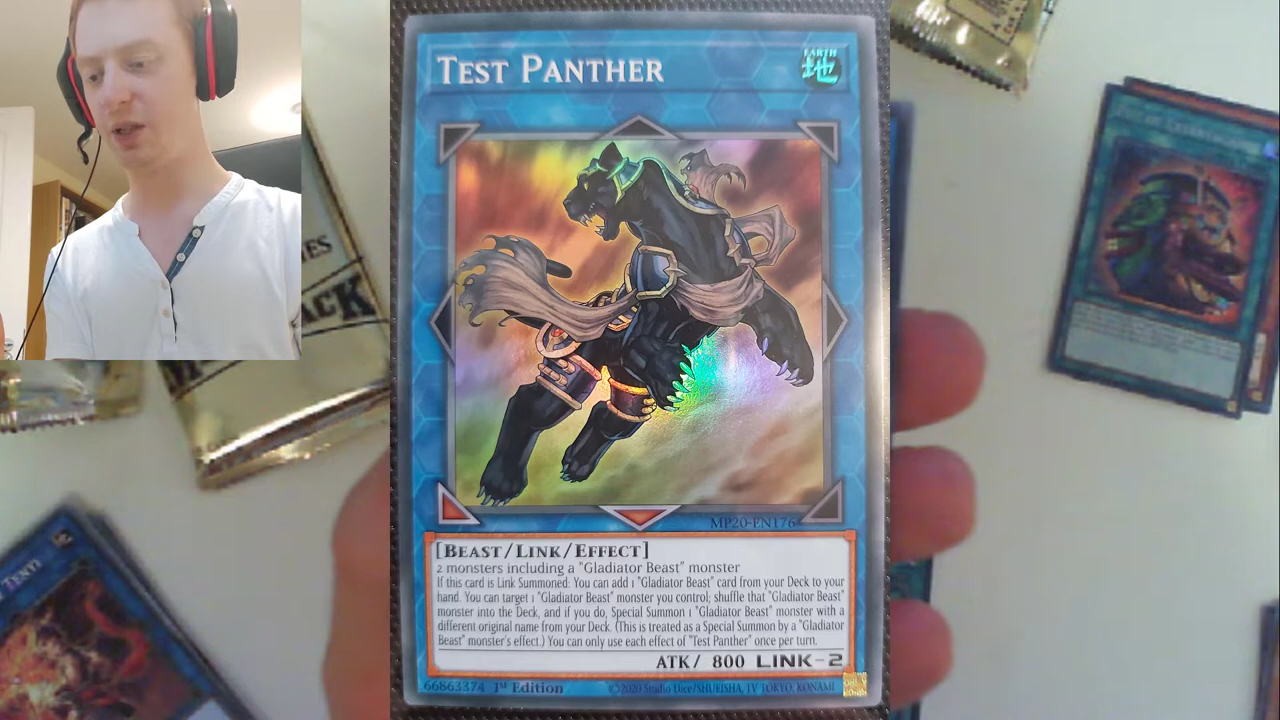 TEST PANTHER
EARTH
地
MP20-EN176
[BEAST/LINK/EFFECT]
2 monsters including a "Gladiator Beast" monster
If this card is Link Summoned: You can add 1 "Gladiator Beast" card from your Deck to your
hand. You can target 1 "Gladiator Beast" monster you control; shuffle that "Gladiator Beast"
monster into the Deck, and if you do, Special Summon 1 "Gladiator Beast" monster with a
different original name from your Deck. (This is treated as a Special Summon by a "Gladiator
Beast" monster's effect.) You can only use each effect of "Test Panther" once per turn.
ATK/ 800 LINK-2
66863374 1st Edition
©2020 Studio Dice/SHUEISHA, TV TOKYO, KONAMI